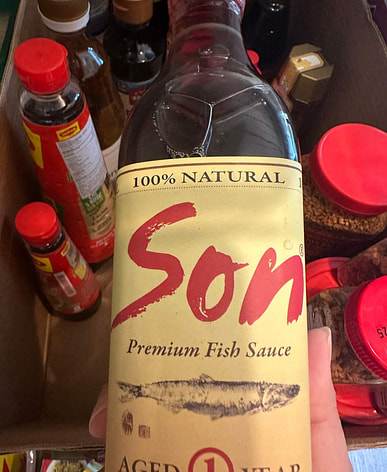 100% NATURAL
Son®
Premium Fish Sauce
AGED 1 YEAR